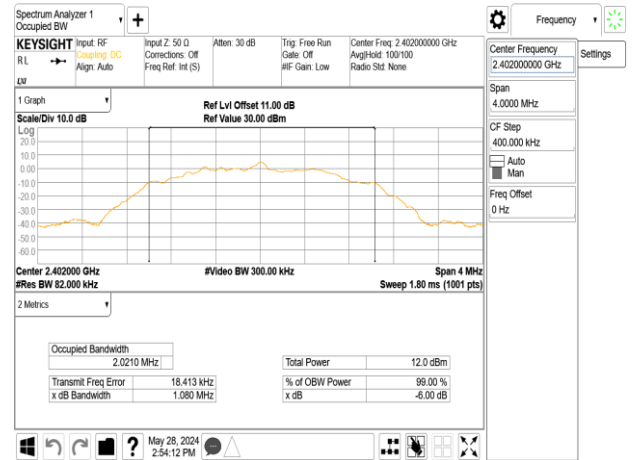 Spectrum Analyzer 1
Occupied BW
Frequency
KEYSIGHT
RL
Input: RF
Coupling: DC
Align: Auto
Input Z: 50 Ω
Corrections: Off
Freq Ref: Int (S)
Atten: 30 dB
Trig: Free Run
Gate: Off
#IF Gain: Low
Center Freq: 2.402000000 GHz
Avg|Hold: 100/100
Radio Std: None
Center Frequency
2.402000000 GHz
Settings
Span
4.0000 MHz
CF Step
400.000 kHz
Auto
Man
Freq Offset
0 Hz
1 Graph
Scale/Div 10.0 dB
Ref Lvl Offset 11.00 dB
Ref Value 30.00 dBm
Log
20.0
10.0
0.00
-10.0
-20.0
-30.0
-40.0
-50.0
-60.0
Center 2.402000 GHz
#Res BW 82.000 kHz
#Video BW 300.00 kHz
Span 4 MHz
Sweep 1.80 ms (1001 pts)
2 Metrics
Occupied Bandwidth
2.0210 MHz
Total Power 12.0 dBm
Transmit Freq Error 18.413 kHz
% of OBW Power 99.00 %
x dB Bandwidth 1.080 MHz
x dB -6.00 dB
May 28, 2024
2:54:12 PM